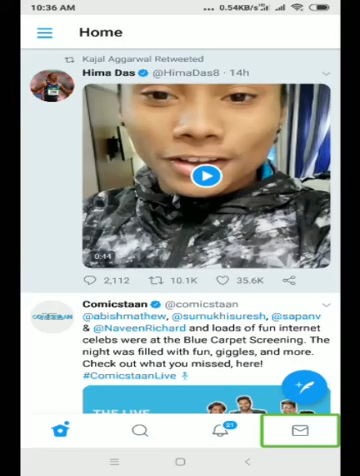 10:36 AM ... 0.54KB/s
Home
Kajal Aggarwal Retweeted
Hima Das @HimaDas8 · 14h
0:44
2,112 10.1K 35.6K
Comicstaan @comicstaan
@abishmathew, @sumukhisuresh, @sapanv
& @NaveenRichard and loads of fun internet
celebs were at the Blue Carpet Screening. The
night was filled with fun, giggles, and more.
Check out what you missed, here!
#ComicstaanLive
THE LIVE
21